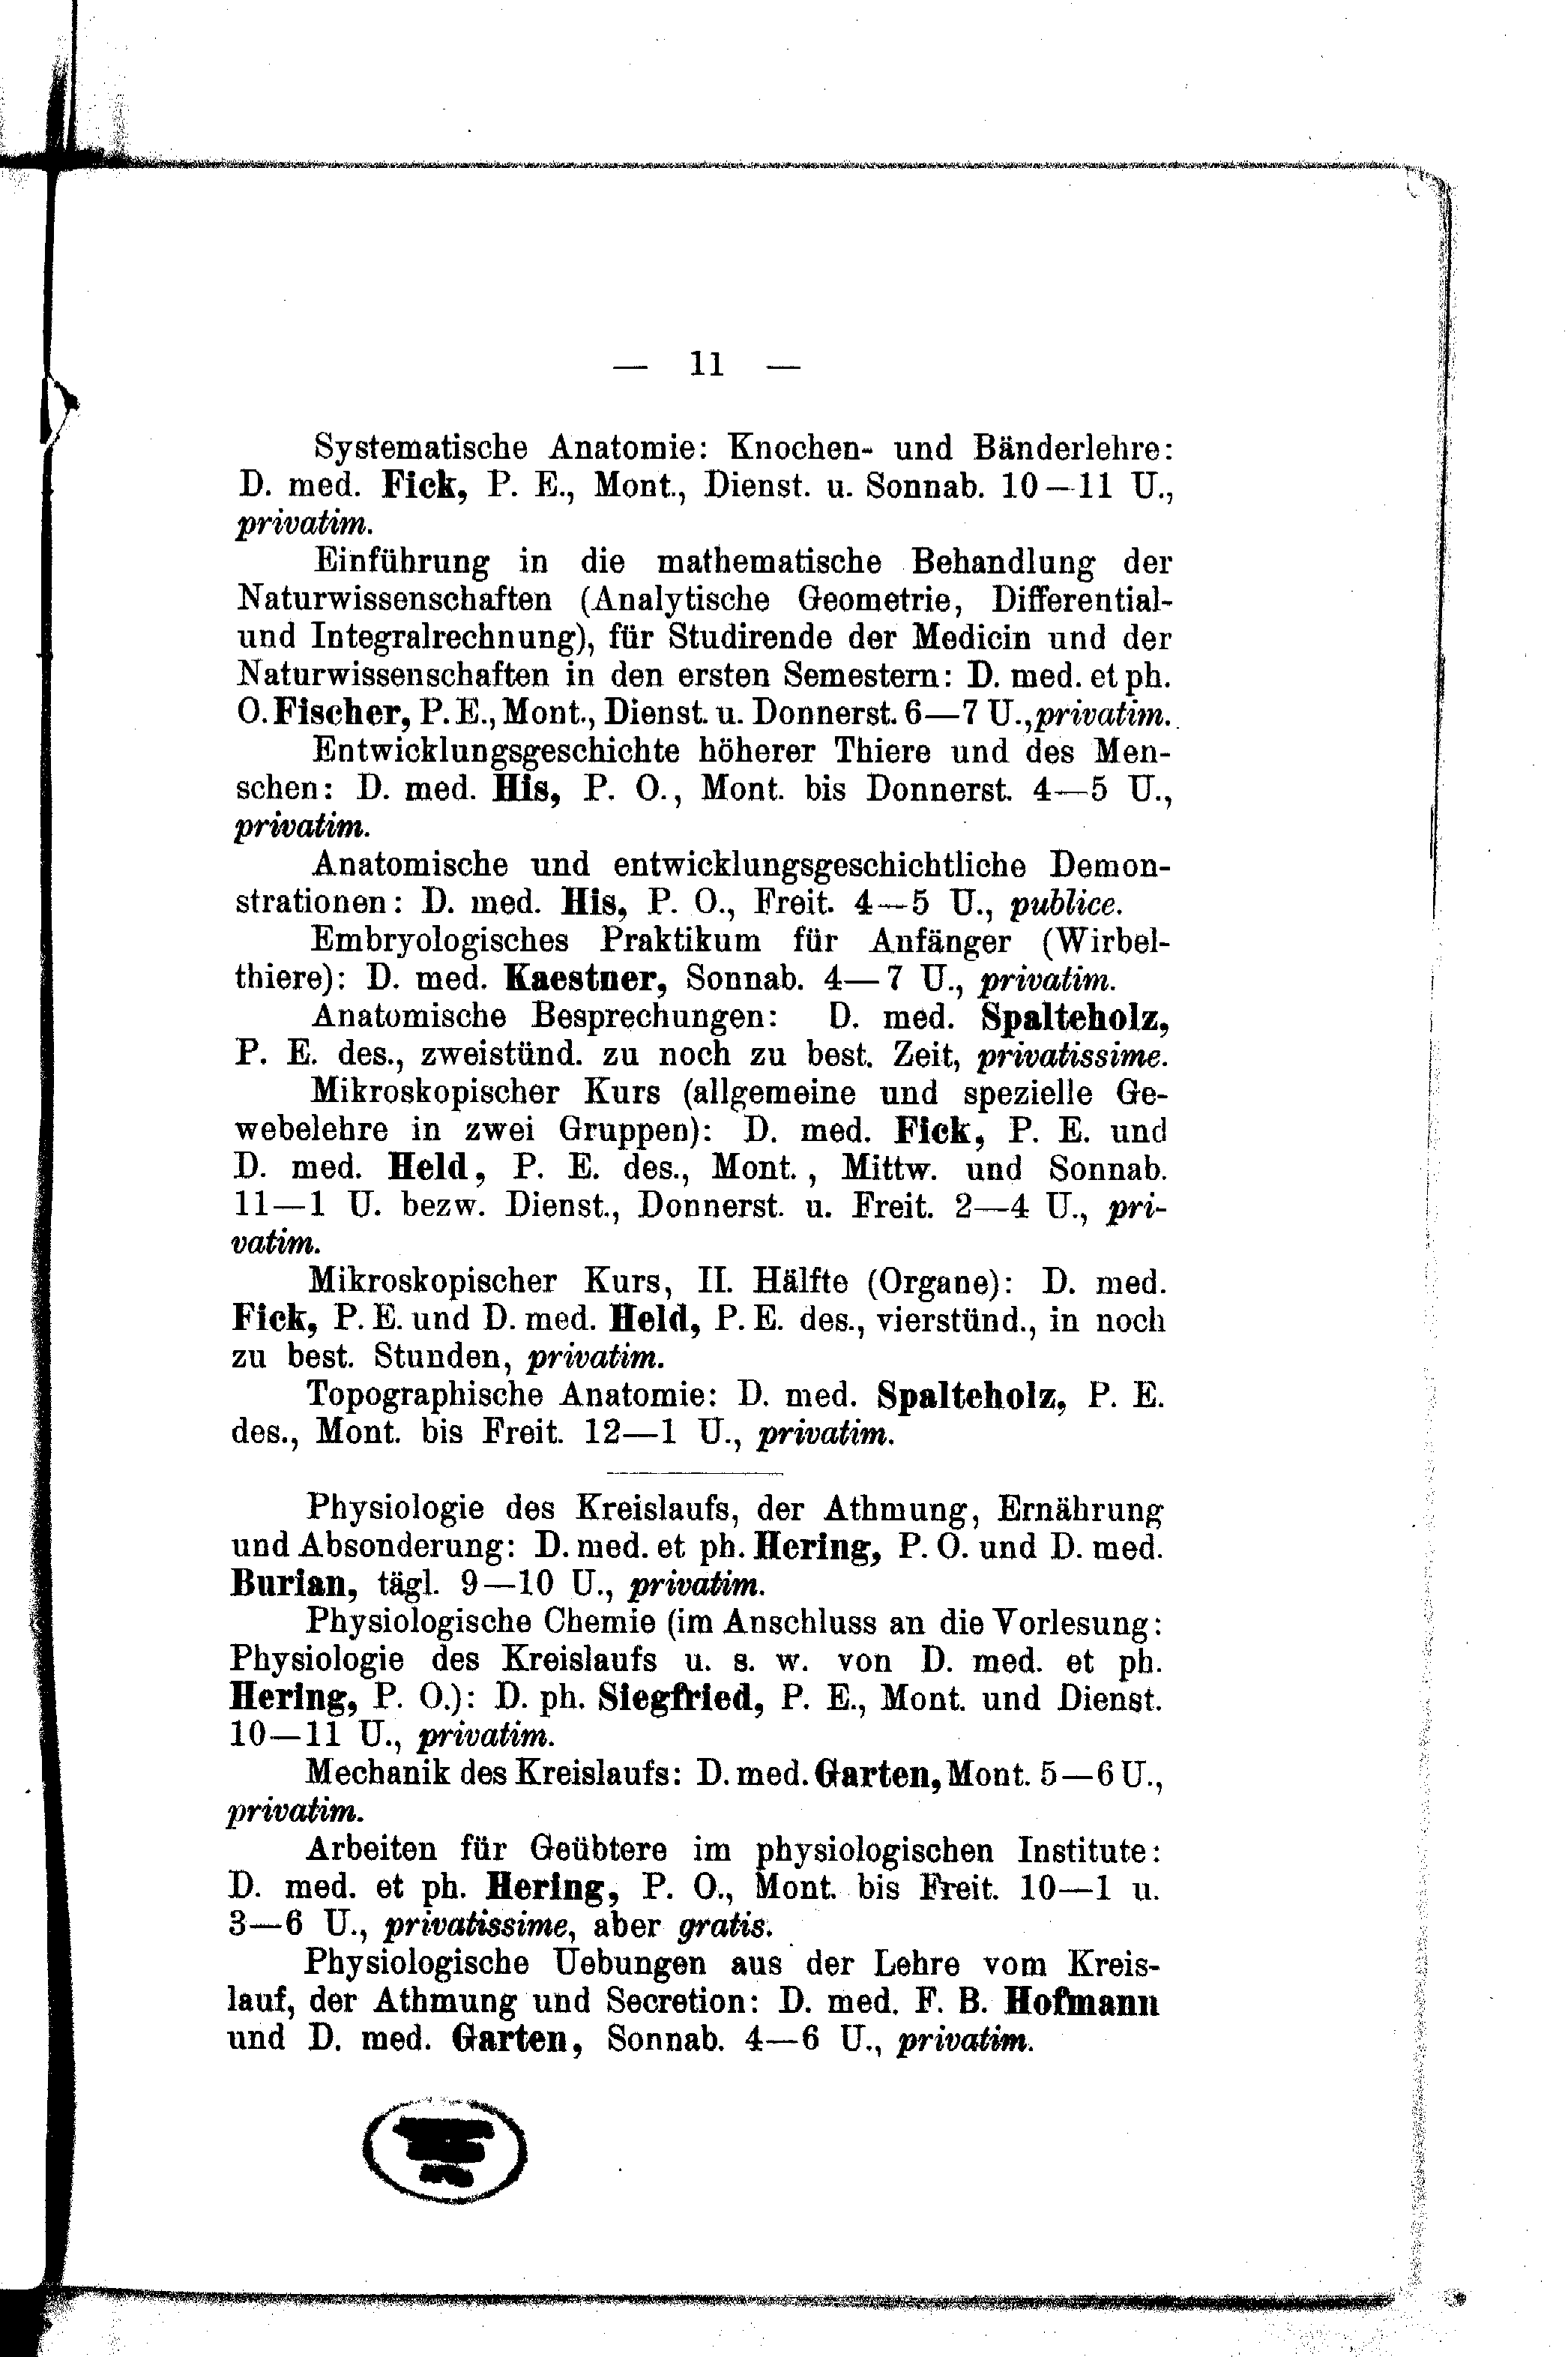 — 11 —
Systematische Anatomie: Knochen- und Bänderlehre:
D. med. Fick, P. E., Mont., Dienst. u. Sonnab. 10—11 U.,
privatim.
Einführung in die mathematische Behandlung der
Naturwissenschaften (Analytische Geometrie, Differential-
und Integralrechnung), für Studirende der Medicin und der
Naturwissenschaften in den ersten Semestern: D. med. et ph.
O. Fischer, P. E., Mont., Dienst. u. Donnerst. 6—7 U., privatim.
Entwicklungsgeschichte höherer Thiere und des Men-
schen: D. med. His, P. O., Mont. bis Donnerst. 4—5 U.,
privatim.
Anatomische und entwicklungsgeschichtliche Demon-
strationen: D. med. His, P. O., Freit. 4—5 U., publice.
Embryologisches Praktikum für Anfänger (Wirbel-
thiere): D. med. Kaestner, Sonnab. 4—7 U., privatim.
Anatomische Besprechungen: D. med. Spalteholz,
P. E. des., zweistünd. zu noch zu best. Zeit, privatissime.
Mikroskopischer Kurs (allgemeine und spezielle Ge-
webelehre in zwei Gruppen): D. med. Fick, P. E. und
D. med. Held, P. E. des., Mont., Mittw. und Sonnab.
11—1 U. bezw. Dienst., Donnerst. u. Freit. 2—4 U., pri-
vatim.
Mikroskopischer Kurs, II. Hälfte (Organe): D. med.
Fick, P. E. und D. med. Held, P. E. des., vierstünd., in noch
zu best. Stunden, privatim.
Topographische Anatomie: D. med. Spalteholz, P. E.
des., Mont. bis Freit. 12—1 U., privatim.
Physiologie des Kreislaufs, der Athmung, Ernährung
und Absonderung: D. med. et ph. Hering, P. O. und D. med.
Burian, tägl. 9—10 U., privatim.
Physiologische Chemie (im Anschluss an die Vorlesung:
Physiologie des Kreislaufs u. s. w. von D. med. et ph.
Hering, P. O.): D. ph. Siegfried, P. E., Mont. und Dienst.
10—11 U., privatim.
Mechanik des Kreislaufs: D. med. Garten, Mont. 5—6 U.,
privatim.
Arbeiten für Geübtere im physiologischen Institute:
D. med. et ph. Hering, P. O., Mont. bis Freit. 10—1 u.
3—6 U., privatissime, aber gratis.
Physiologische Uebungen aus der Lehre vom Kreis-
lauf, der Athmung und Secretion: D. med. F. B. Hofmann
und D. med. Garten, Sonnab. 4—6 U., privatim.